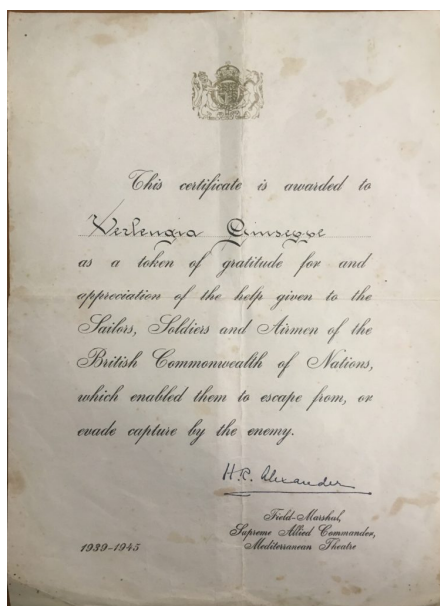 This certificate is awarded to
Verlengia Giuseppe
as a token of gratitude for and
appreciation of the help given to the
Sailors, Soldiers and Airmen of the
British Commonwealth of Nations,
which enabled them to escape from, or
evade capture by the enemy.
H.R. Alexander
Field-Marshal,
Supreme Allied Commander,
Mediterranean Theatre
1939-1945